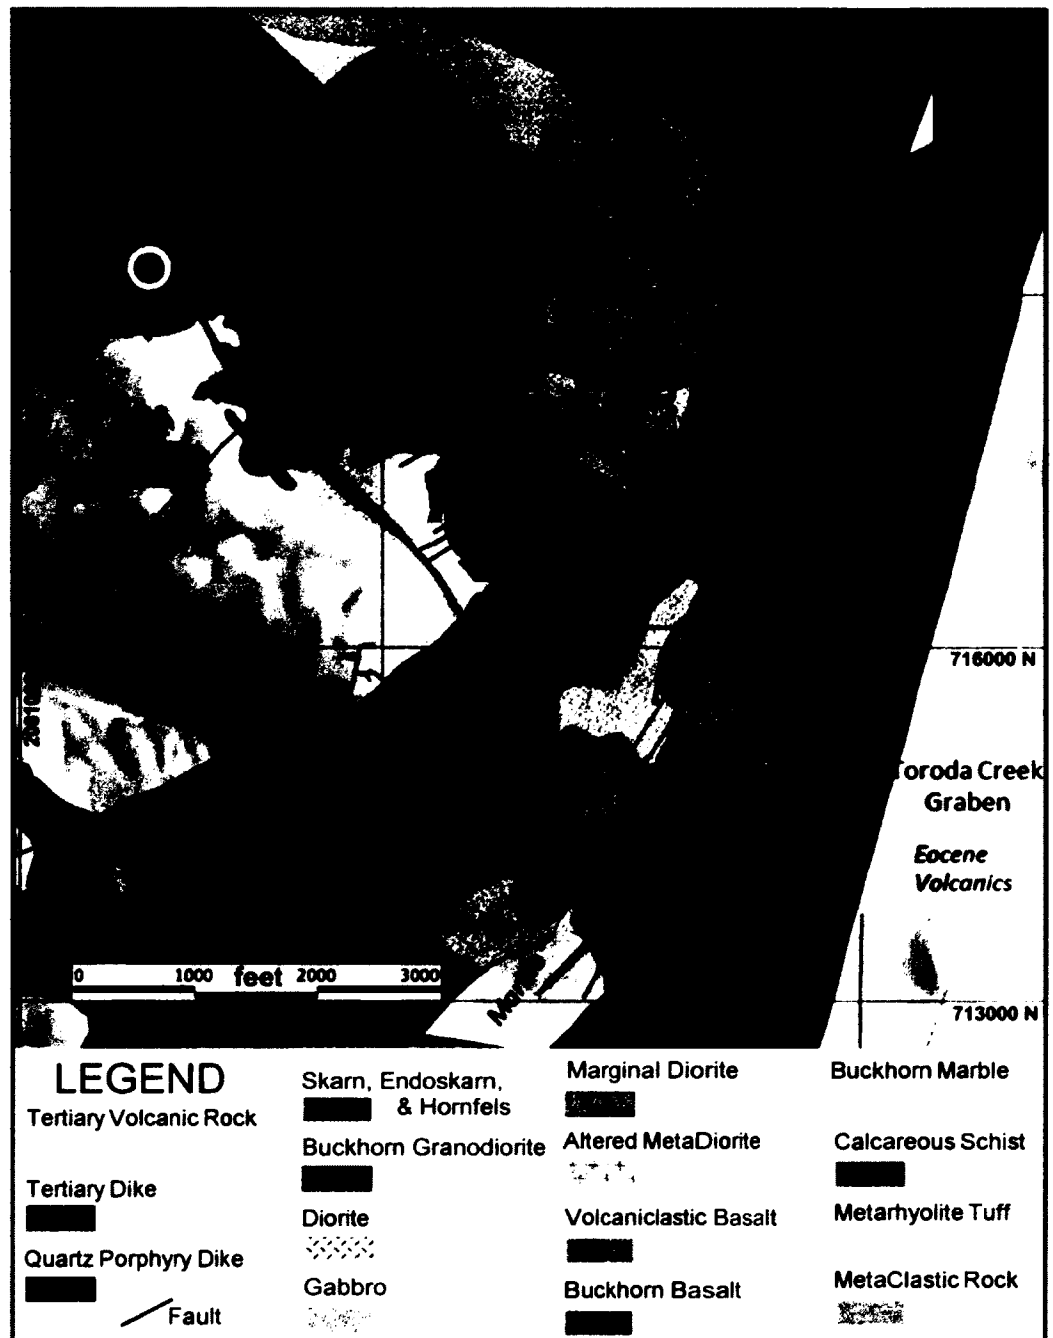 716000 N
Toroda Creek
Graben
Eocene
Volcanics
0 1000 feet 2000 3000
713000 N
LEGEND
Tertiary Volcanic Rock
Tertiary Dike
Quartz Porphyry Dike
Fault
Skarn, Endoskarn,
& Hornfels
Buckhorn Granodiorite
Diorite
Gabbro
Marginal Diorite
Altered MetaDiorite
Volcaniclastic Basalt
Buckhorn Basalt
Buckhorn Marble
Calcareous Schist
Metarhyolite Tuff
MetaClastic Rock